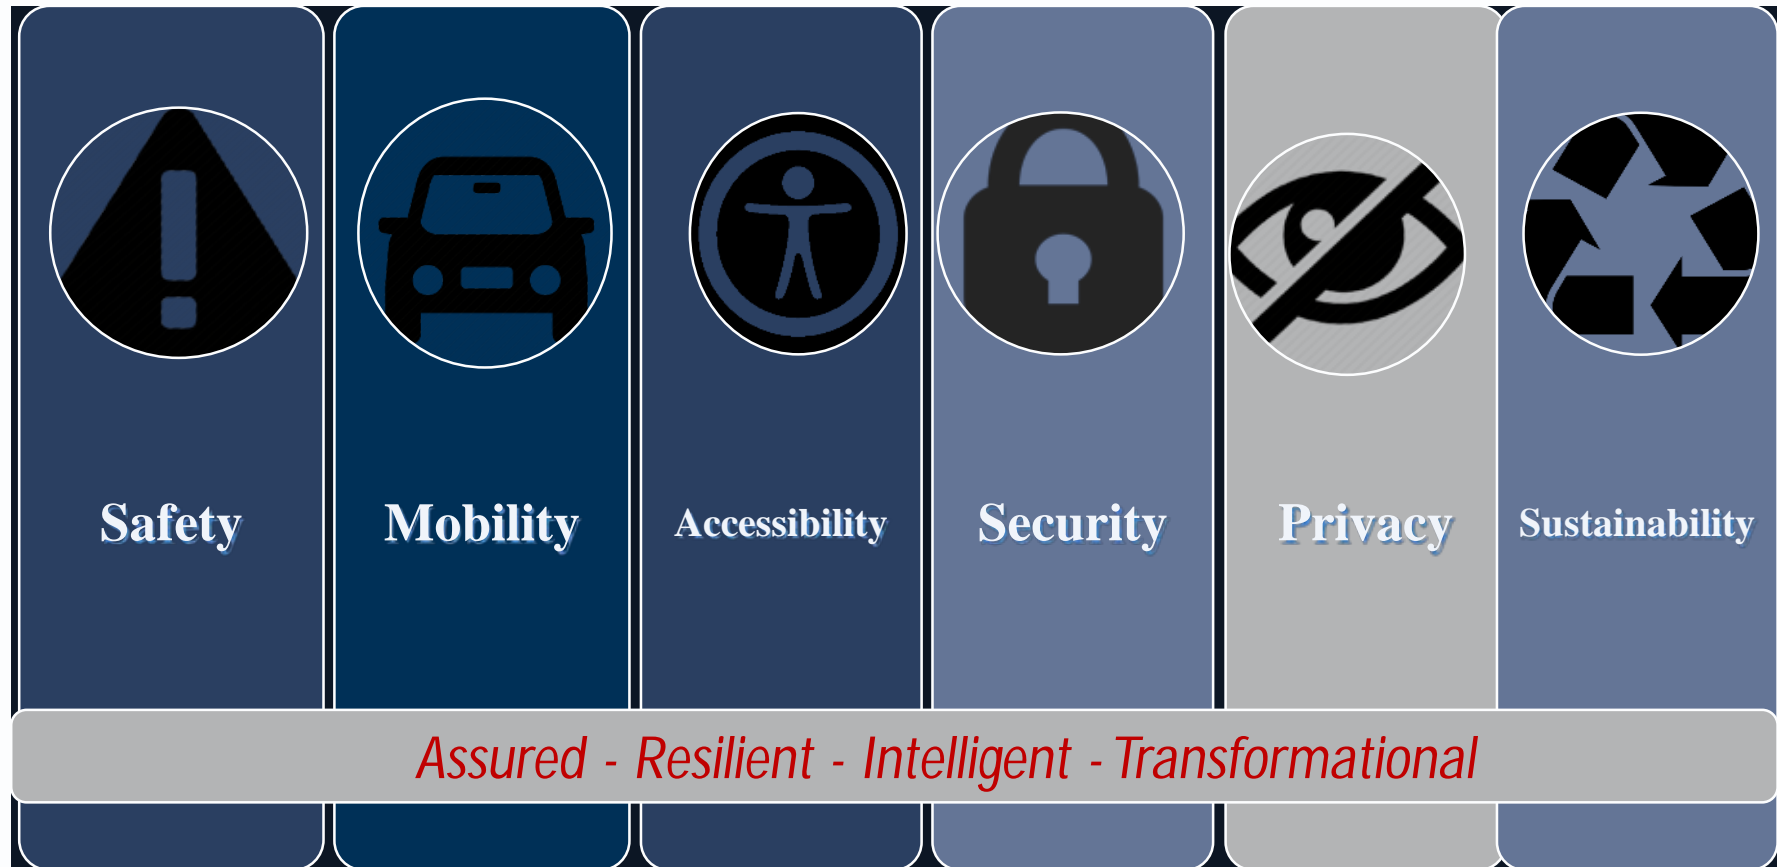 Safety
Mobility
Accessibility
Security
Privacy
Sustainability
Assured - Resilient - Intelligent - Transformational